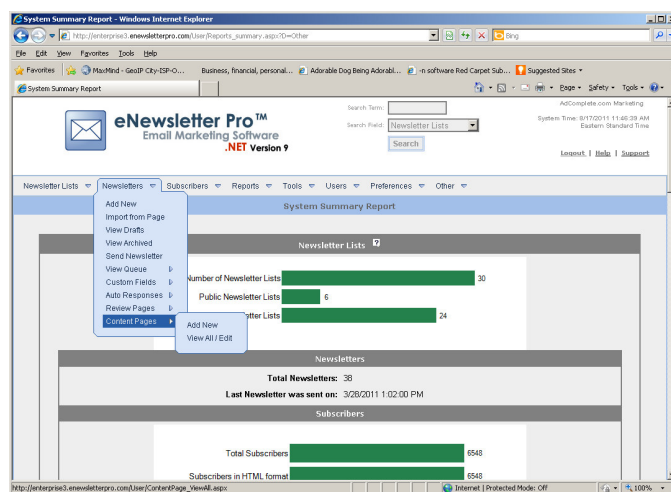 System Summary Report - Windows Internet Explorer
http://enterprise3.enewsletterpro.com/User/Reports_summary.aspx?D=Other
Bing
File Edit View Favorites Tools Help
Favorites MaxMind - GeoIP City-ISP-O... Business, financial, personal... Adorable Dog Being Adorabl... -n software Red Carpet Sub... Suggested Sites
System Summary Report
Page Safety Tools
eNewsletter Pro™
Email Marketing Software
.NET Version 9
Search Term:
Search Field: Newsletter Lists
Search
AdComplete.com Marketing
System Time: 8/17/2011 11:46:39 AM
Eastern Standard Time
Logout | Help | Support
Newsletter Lists Newsletters Subscribers Reports Tools Users Preferences Other
System Summary Report
Add New
Import from Page
View Drafts
View Archived
Send Newsletter
View Queue
Custom Fields
Auto Responses
Review Pages
Content Pages
Add New
View All / Edit
Newsletter Lists ?
Number of Newsletter Lists 30
Public Newsletter Lists 6
Lists 24
Newsletters
Total Newsletters: 38
Last Newsletter was sent on: 3/28/2011 1:02:00 PM
Subscribers
Total Subscribers 6548
Subscribers in HTML format 6548
http://enterprise3.enewsletterpro.com/User/ContentPage_ViewAll.aspx
Internet | Protected Mode: Off
100%